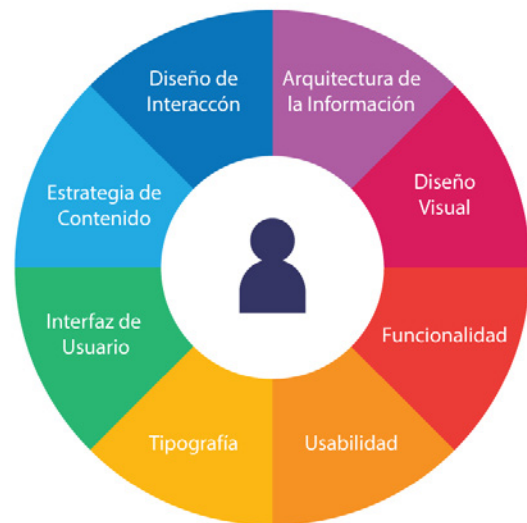 Diseño de
Interaccón
Arquitectura de
la Información
Diseño
Visual
Funcionalidad
Usabilidad
Tipografía
Interfaz de
Usuario
Estrategia de
Contenido